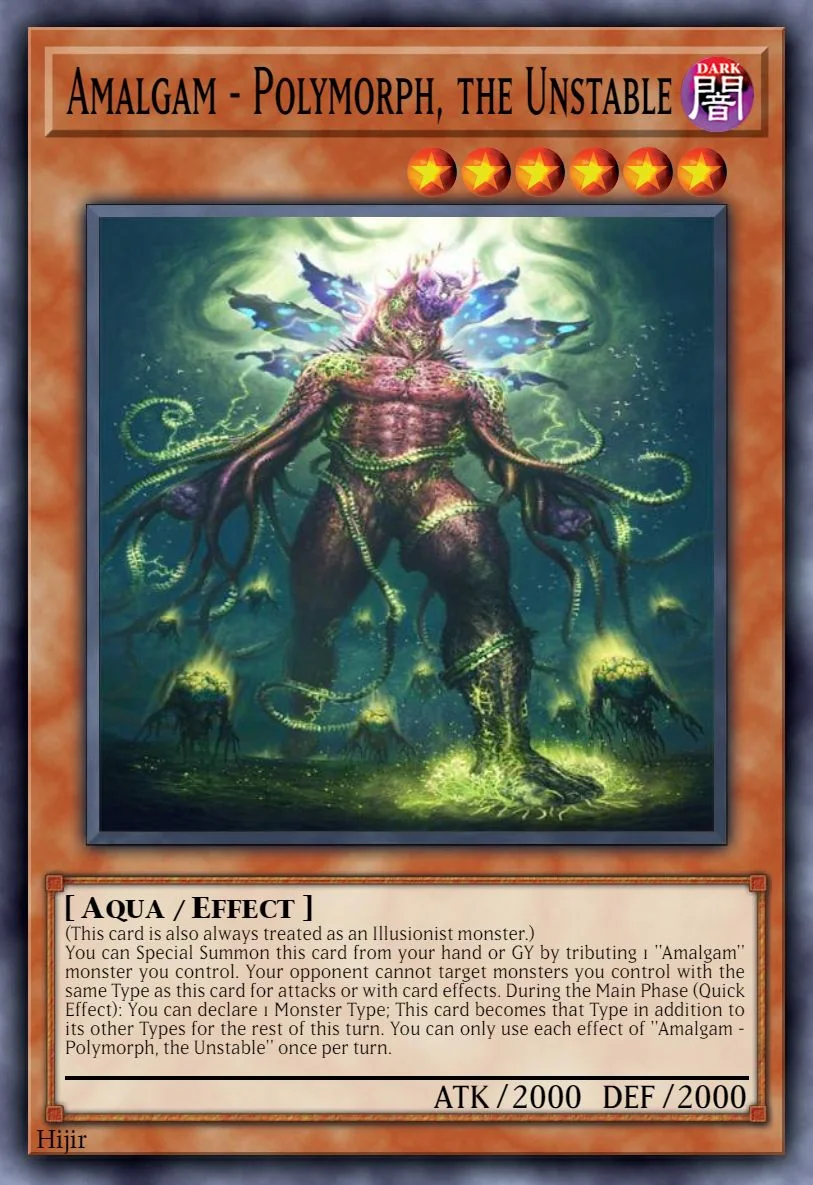 Amalgam - Polymorph, the Unstable
DARK
闇
[ Aqua / Effect ]
(This card is also always treated as an Illusionist monster.)
You can Special Summon this card from your hand or GY by tributing 1 ''Amalgam''
monster you control. Your opponent cannot target monsters you control with the
same Type as this card for attacks or with card effects. During the Main Phase (Quick
Effect): You can declare 1 Monster Type; This card becomes that Type in addition to
its other Types for the rest of this turn. You can only use each effect of ''Amalgam -
Polymorph, the Unstable'' once per turn.
ATK / 2000 DEF / 2000
Hijir